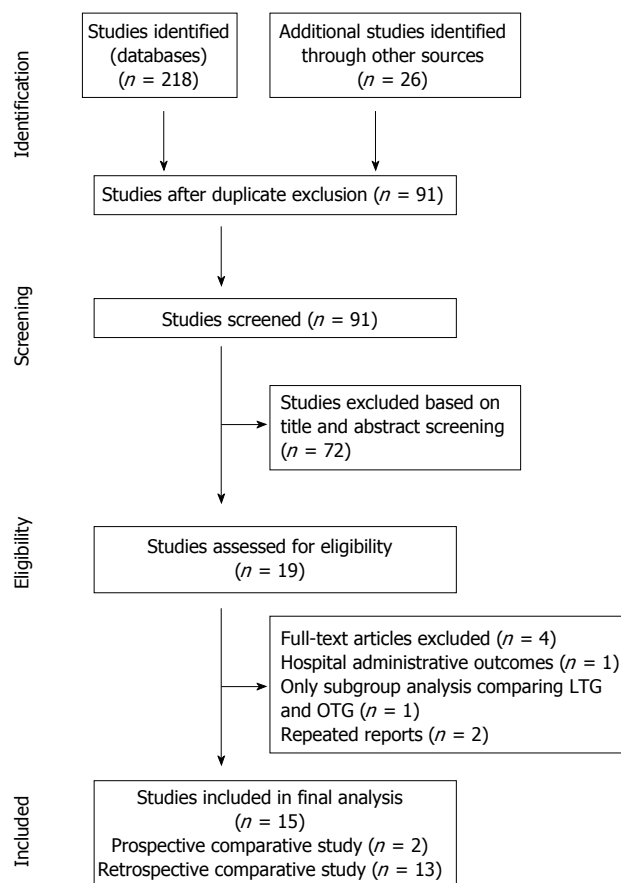 Identification
Studies identified
(databases)
(n = 218)
Additional studies identified
through other sources
(n = 26)
Studies after duplicate exclusion (n = 91)
Screening
Studies screened (n = 91)
Studies excluded based on
title and abstract screening
(n = 72)
Eligibility
Studies assessed for eligibility
(n = 19)
Full-text articles excluded (n = 4)
Hospital administrative outcomes (n = 1)
Only subgroup analysis comparing LTG
and OTG (n = 1)
Repeated reports (n = 2)
Included
Studies included in final analysis
(n = 15)
Prospective comparative study (n = 2)
Retrospective comparative study (n = 13)